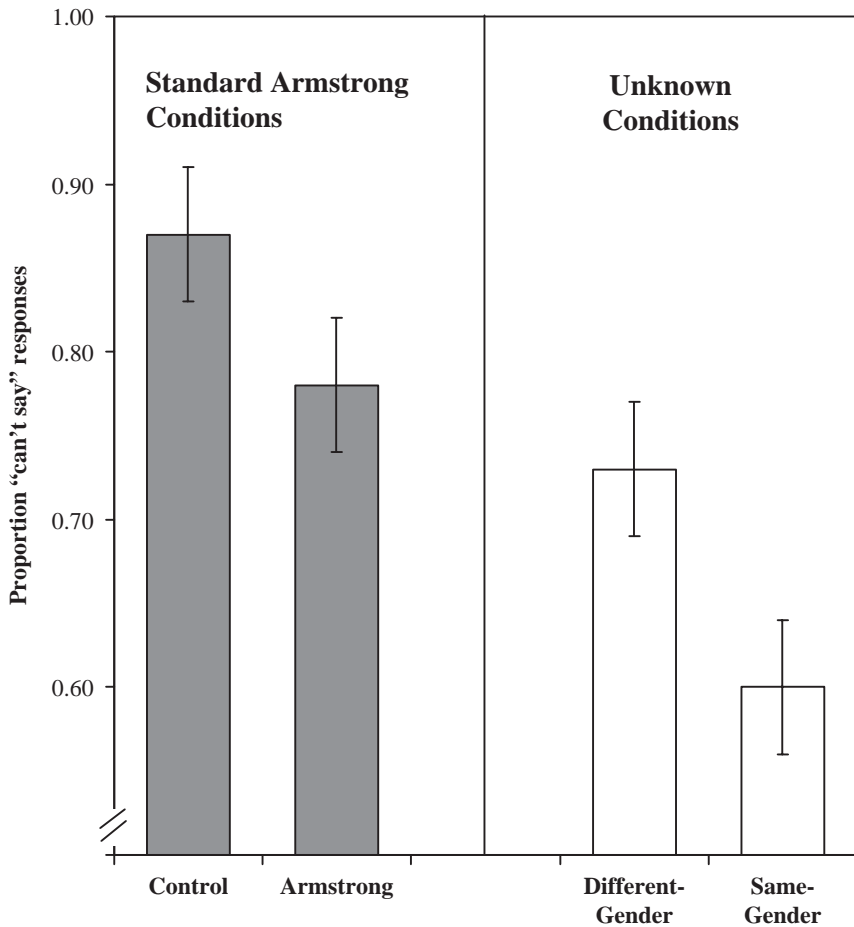 1.00
Standard Armstrong
Conditions
Unknown
Conditions
0.90
0.80
0.70
0.60
Proportion “can’t say” responses
Control
Armstrong
Different-
Gender
Same-
Gender